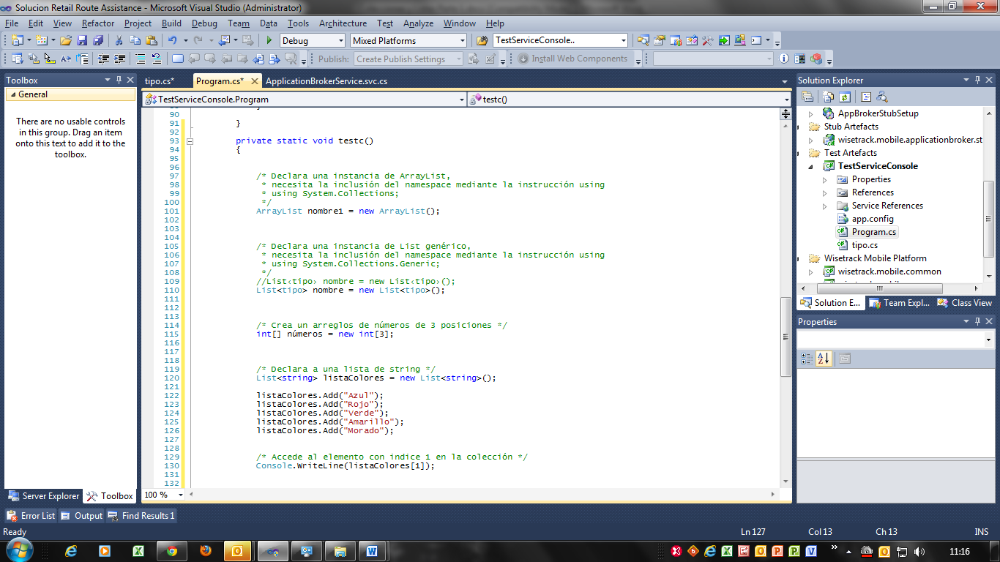 Solucion Retail Route Assistance - Microsoft Visual Studio (Administrator)
File Edit View Refactor Project Build Debug Team Data Tools Architecture Test Analyze Window Help
Debug Mixed Platforms TestServiceConsole..
Publish: Create Publish Settings Install Web Components
Toolbox
General
There are no usable controls
in this group. Drag an item
onto this text to add it to the
toolbox.
Server Explorer Toolbox
tipo.cs* Program.cs* ApplicationBrokerService.svc.cs
TestServiceConsole.Program testc()
90
91 }
92
93 private static void testc()
94 {
95
96
97 /* Declara una instancia de ArrayList,
98 * necesita la inclusión del namespace mediante la instrucción using
99 * using System.Collections;
100 */
101 ArrayList nombre1 = new ArrayList();
102
103
104
105 /* Declara una instancia de List genérico,
106 * necesita la inclusión del namespace mediante la instrucción using
107 * using System.Collections.Generic;
108 */
109 //List‹tipo› nombre = new List‹tipo›();
110 List<tipo> nombre = new List<tipo>();
111
112
113
114 /* Crea un arreglos de números de 3 posiciones */
115 int[] números = new int[3];
116
117
118
119 /* Declara a una lista de string */
120 List<string> listaColores = new List<string>();
121
122 listaColores.Add("Azul");
123 listaColores.Add("Rojo");
124 listaColores.Add("Verde");
125 listaColores.Add("Amarillo");
126 listaColores.Add("Morado");
127
128
129 /* Accede al elemento con indice 1 en la colección */
130 Console.WriteLine(listaColores[1]);
131
132
100 %
Solution Explorer
AppBrokerStubSetup
Stub Artefacts
wisetrack.mobile.applicationbroker.st
Test Artefacts
TestServiceConsole
Properties
References
Service References
app.config
Program.cs
tipo.cs
Wisetrack Mobile Platform
wisetrack.mobile.common
Solution E... Team Expl... Class View
Properties
Error List Output Find Results 1
Ready Ln 127 Col 13 Ch 13 INS
11:16